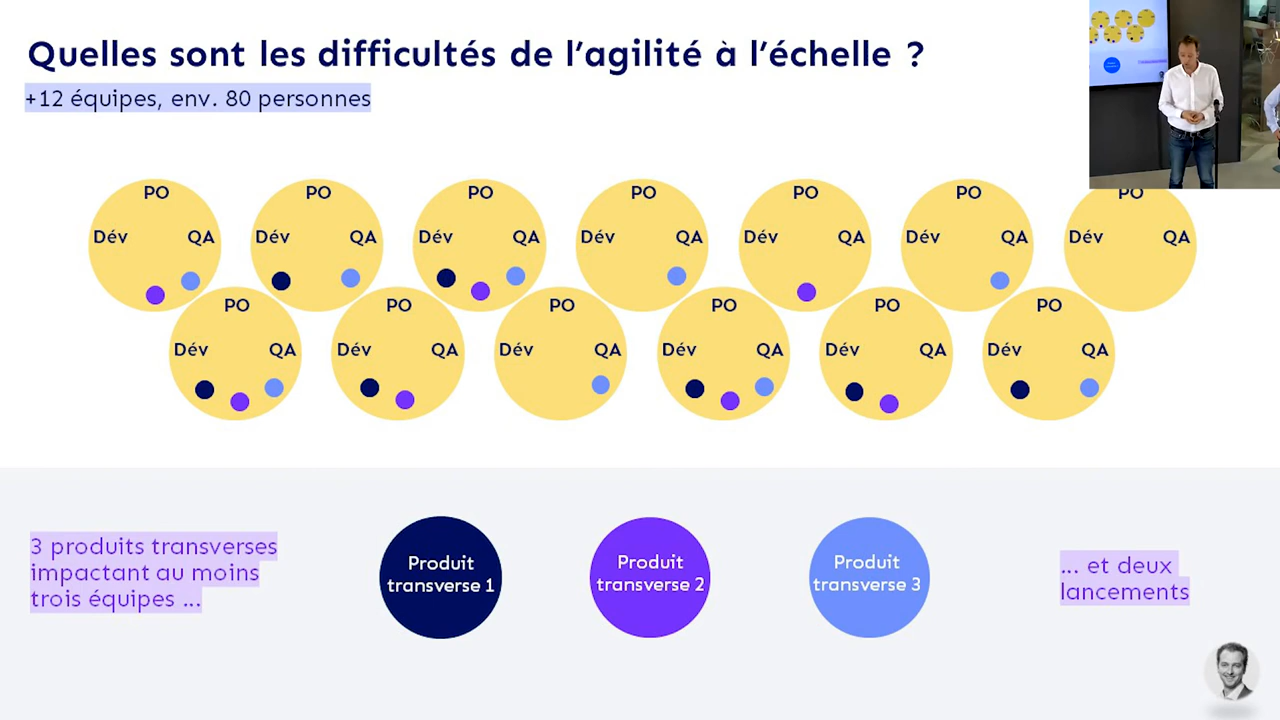 Quelles sont les difficultés de l’agilité à l’échelle ?
+12 équipes, env. 80 personnes
PO PO PO PO PO PO PO
Dév QA Dév QA Dév QA Dév QA Dév QA Dév QA Dév QA
PO PO PO PO PO PO
Dév QA Dév QA Dév QA Dév QA Dév QA Dév QA
3 produits transverses
impactant au moins
trois équipes ...
Produit
transverse 1
Produit
transverse 2
Produit
transverse 3
... et deux
lancements